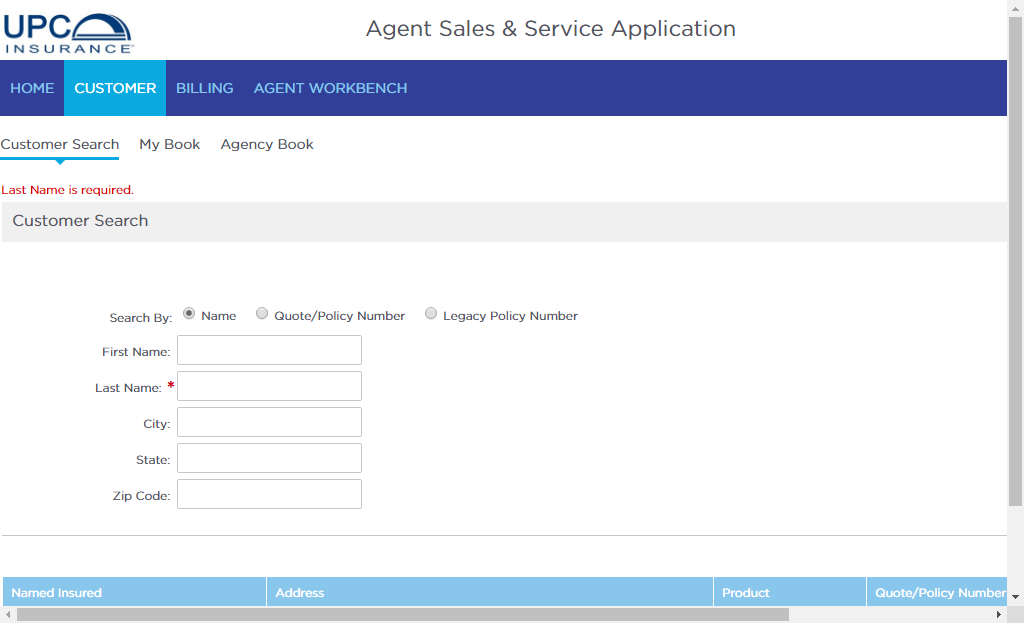 UPC
INSURANCE
Agent Sales & Service Application
HOME CUSTOMER BILLING AGENT WORKBENCH
Customer Search My Book Agency Book
Last Name is required.
Customer Search
Search By: Name Quote/Policy Number Legacy Policy Number
First Name:
Last Name: *
City:
State:
Zip Code:
Named Insured Address Product Quote/Policy Number